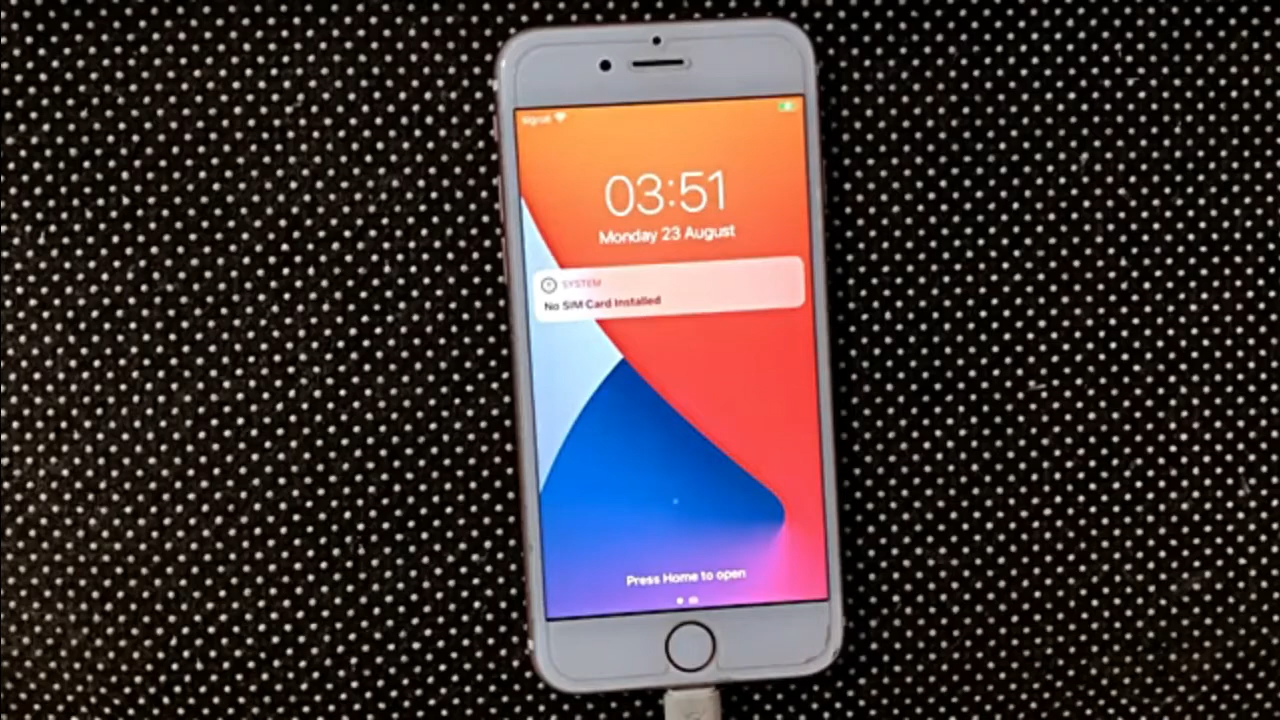 03:51
Monday 23 August
SYSTEM
No SIM Card Installed
Press Home to open